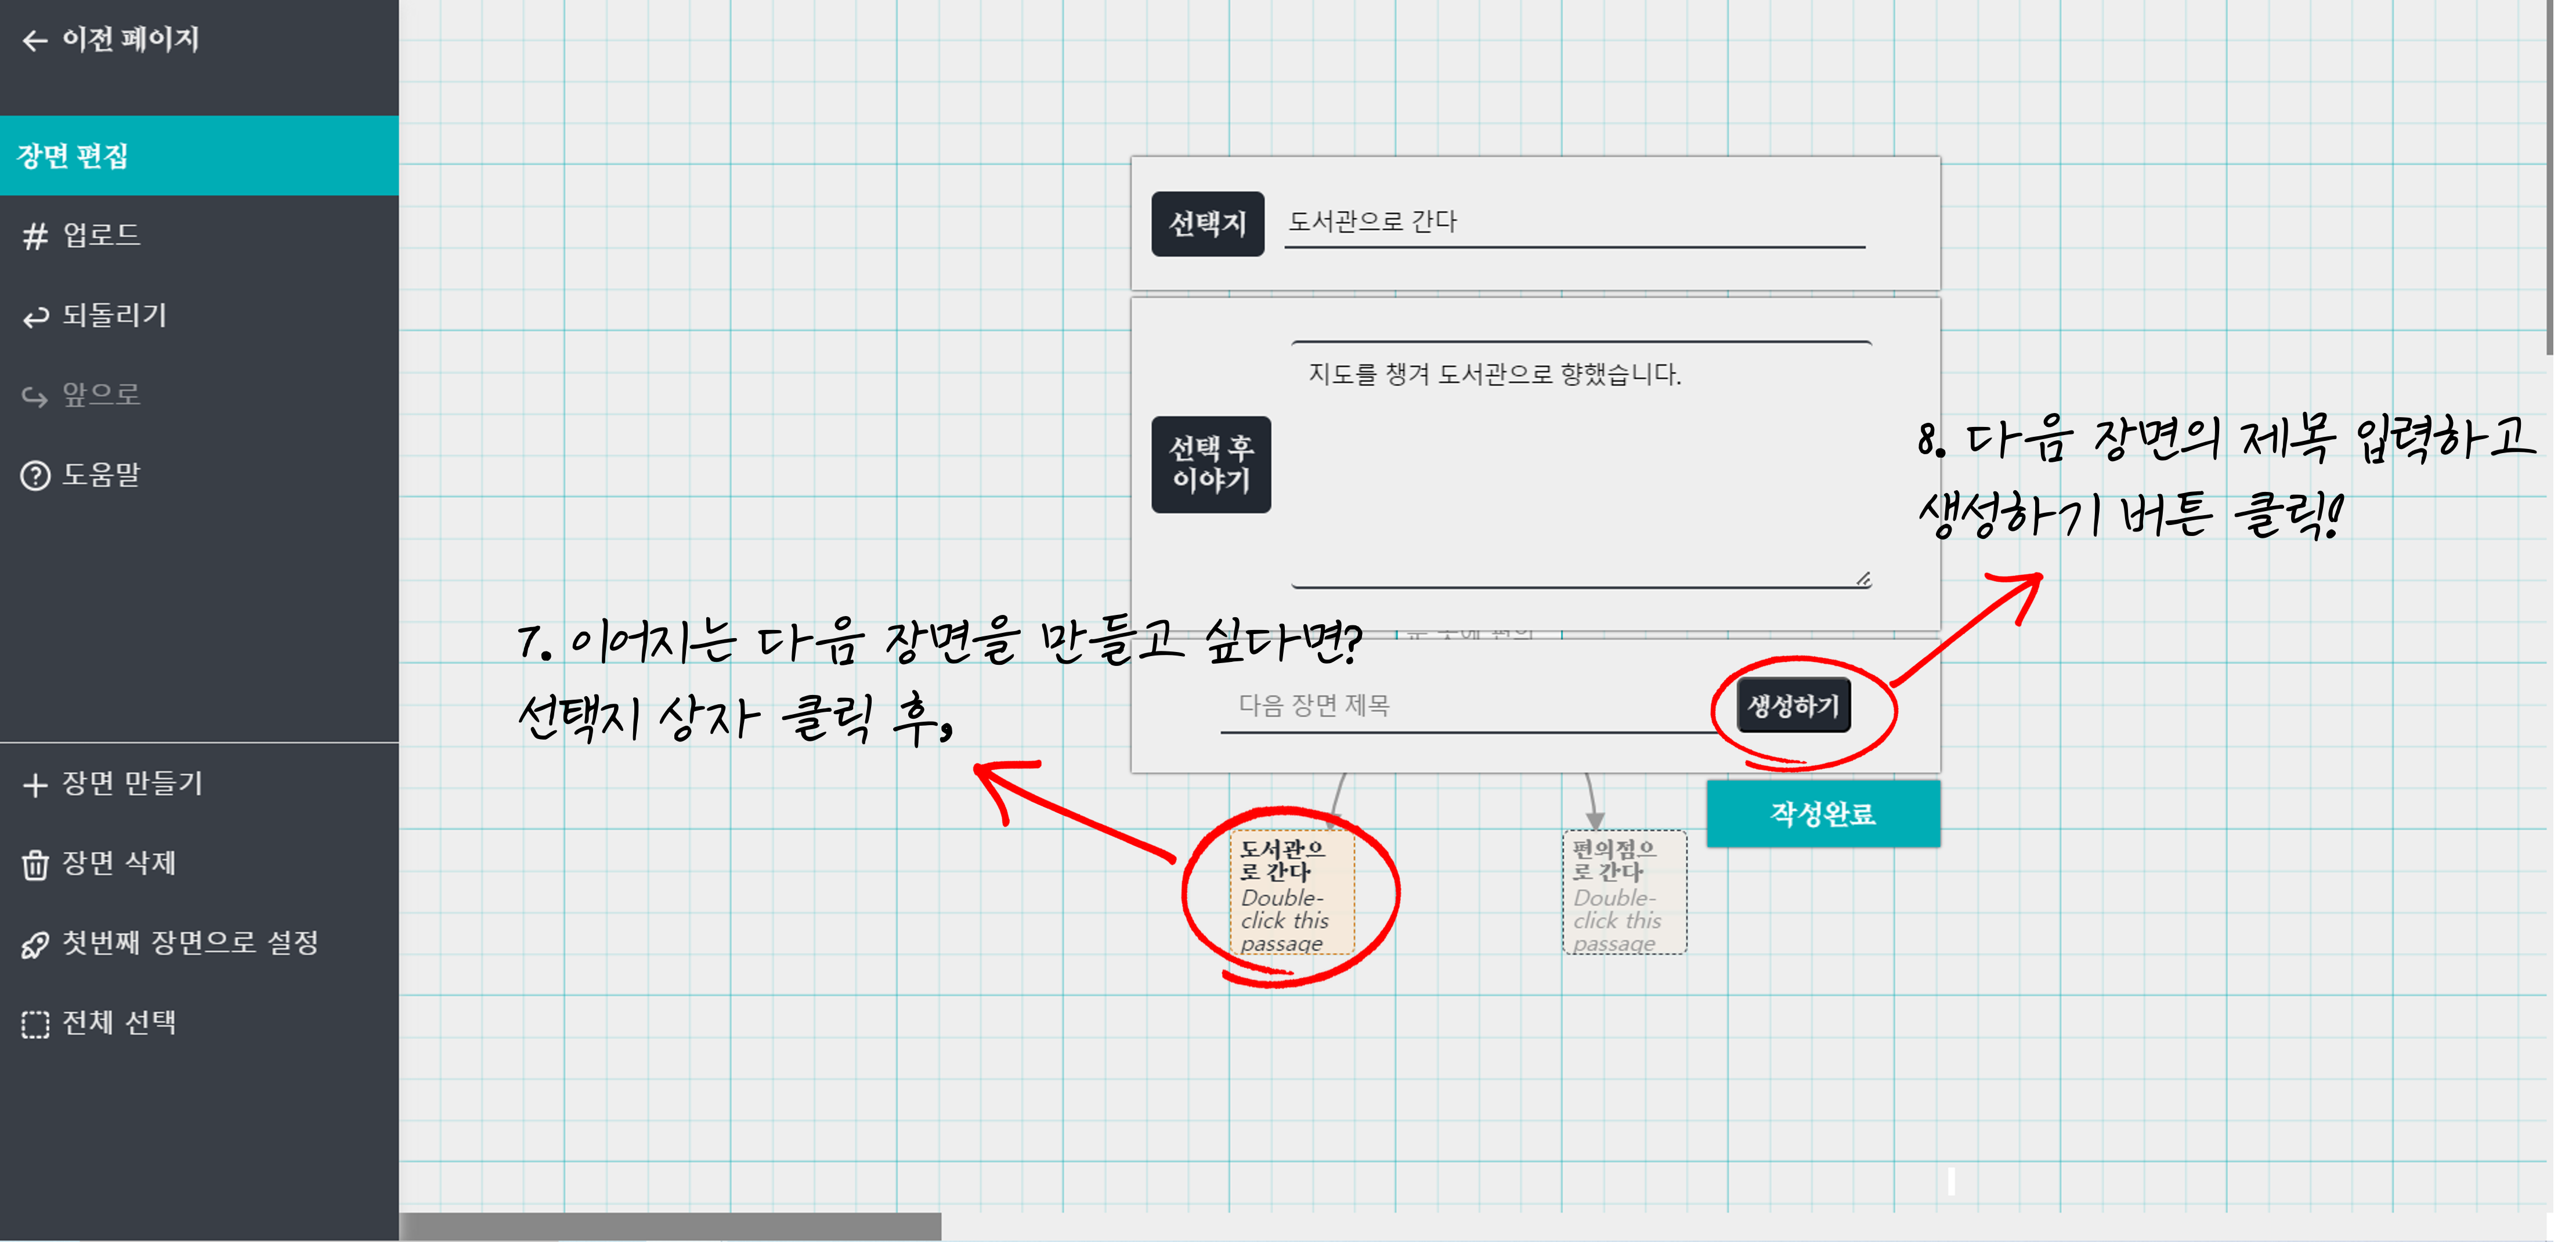 이전 페이지
장면 편집
업로드
되돌리기
앞으로
도움말
장면 만들기
장면 삭제
첫번째 장면으로 설정
전체 선택
선택지
도서관으로 간다
지도를 챙겨 도서관으로 향했습니다.
선택 후
이야기
8. 다음 장면의 제목 입력하고
생성하기 버튼 클릭!
7. 이어지는 다음 장면을 만들고 싶다면?
선택지 상자 클릭 후,
다음 장면 제목
생성하기
작성완료
도서관으
로 간다
Double-
click this
passage
편의점으
로 간다
Double-
click this
passage